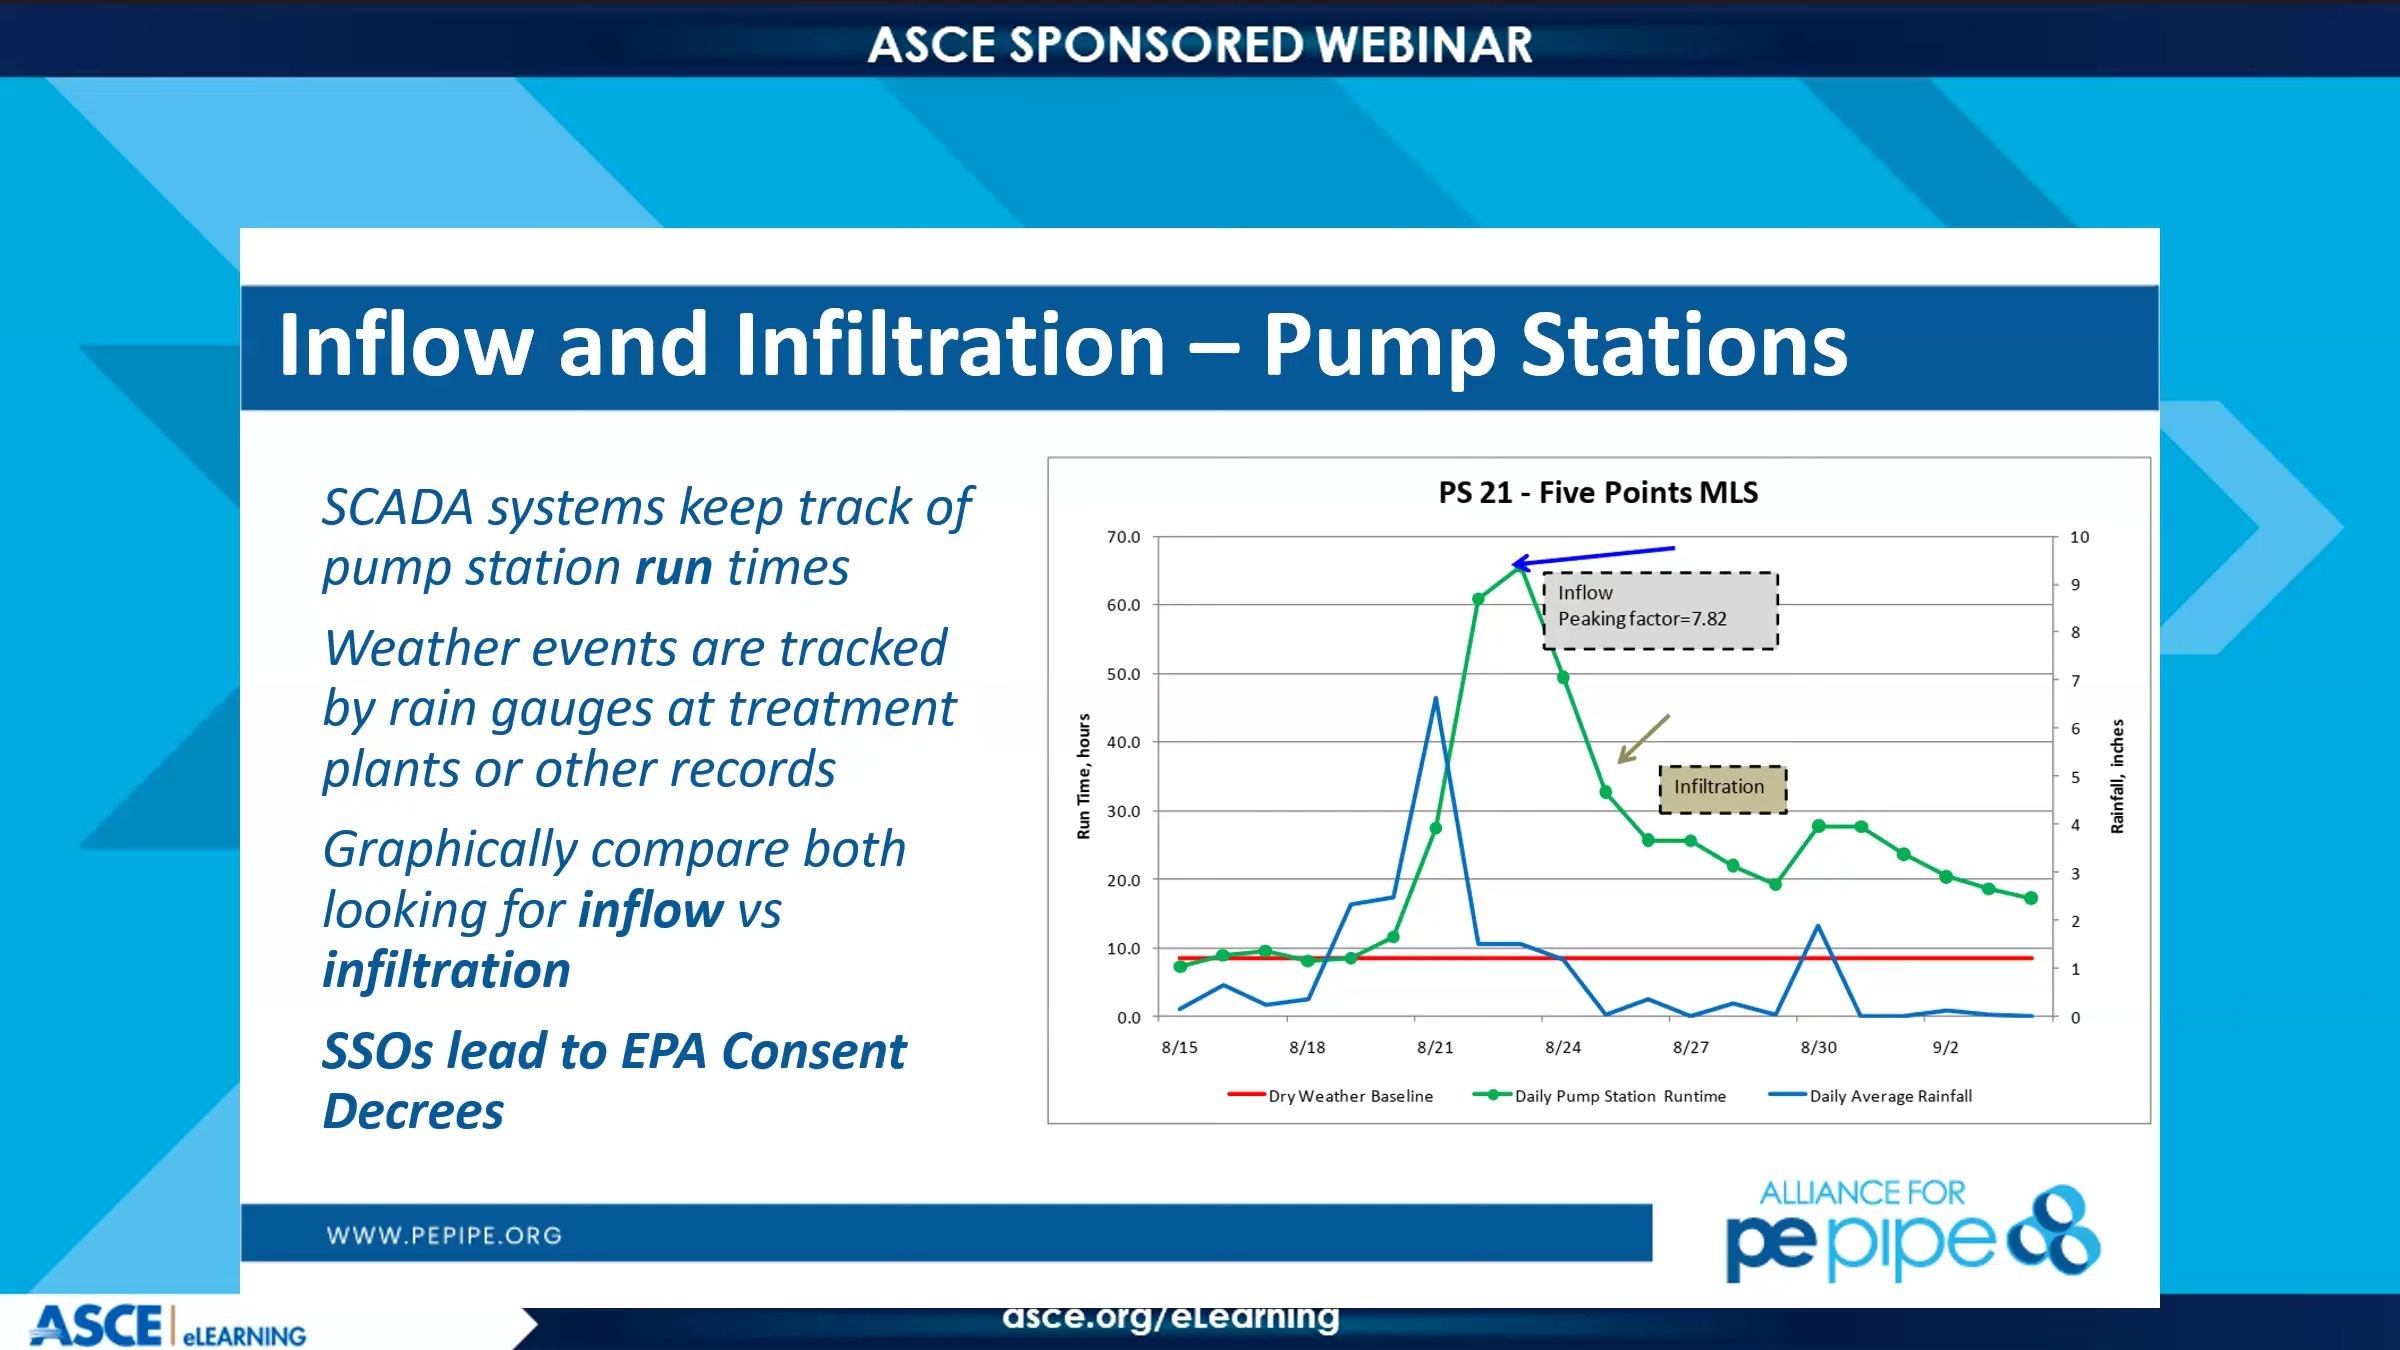 ASCE SPONSORED WEBINAR
Inflow and Infiltration – Pump Stations
SCADA systems keep track of
pump station run times
Weather events are tracked
by rain gauges at treatment
plants or other records
Graphically compare both
looking for inflow vs
infiltration
SSOs lead to EPA Consent
Decrees
PS 21 - Five Points MLS
70.0
60.0
50.0
40.0
30.0
20.0
10.0
0.0
Run Time, hours
Inflow
Peaking factor=7.82
Infiltration
10
9
8
7
6
5
4
3
2
1
0
Rainfall, inches
8/15 8/18 8/21 8/24 8/27 8/30 9/2
Dry Weather Baseline Daily Pump Station Runtime Daily Average Rainfall
WWW.PEPIPE.ORG
ALLIANCE FOR
pepipe
ASCE eLEARNING
asce.org/eLearning